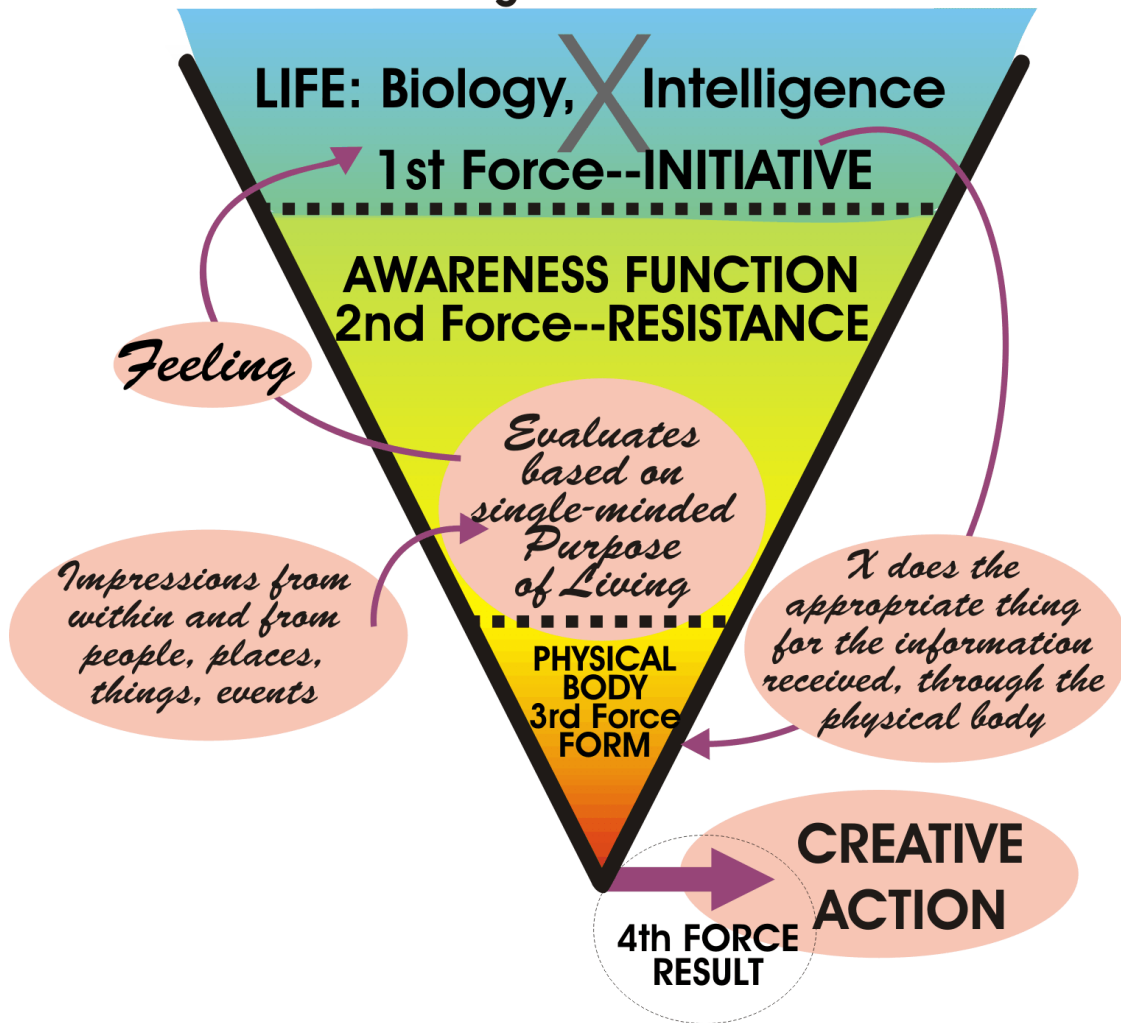 LIFE: Biology, X Intelligence
1st Force--INITIATIVE
AWARENESS FUNCTION
2nd Force--RESISTANCE
Feeling
Evaluates
based on
single-minded
Purpose
of Living
Impressions from
within and from
people, places,
things, events
X does the
appropriate thing
for the information
received, through the
physical body
PHYSICAL
BODY
3rd Force
FORM
CREATIVE
ACTION
4th FORCE
RESULT